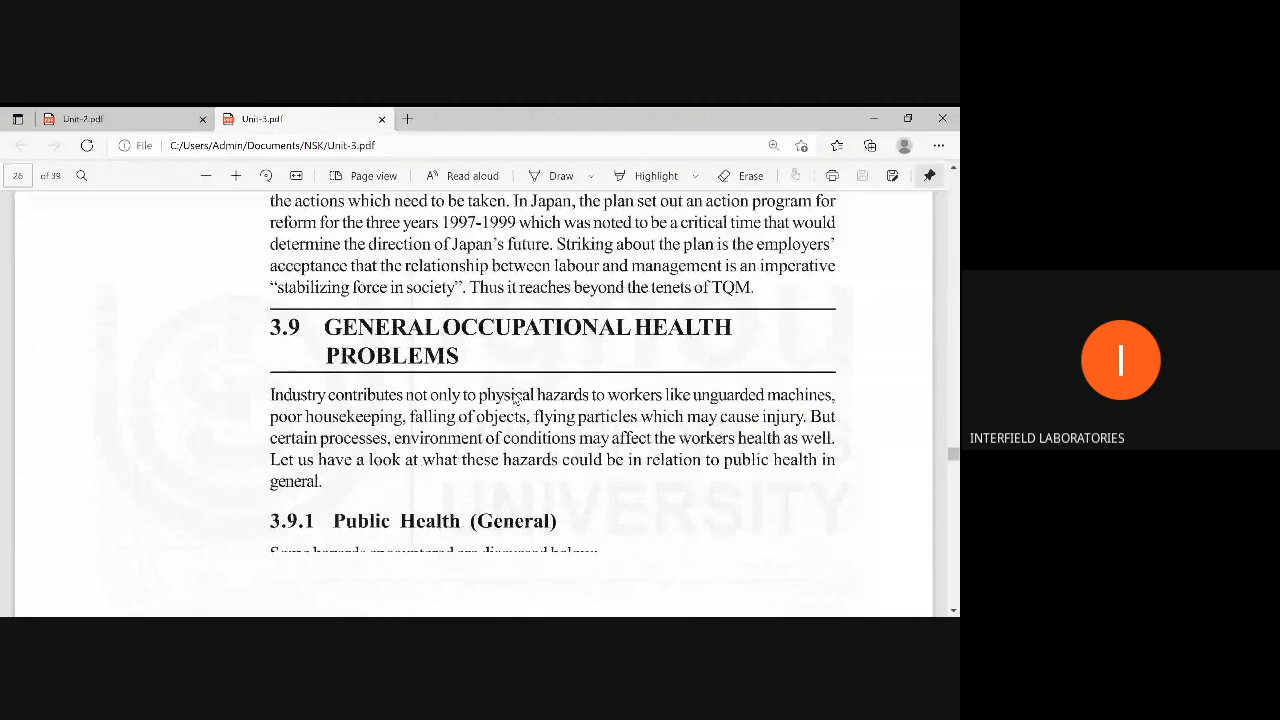 Unit-2.pdf
Unit-3.pdf
File C:/Users/Admin/Documents/NSK/Unit-3.pdf
26 of 39 Page view Read aloud Draw Highlight Erase
the actions which need to be taken. In Japan, the plan set out an action program for
reform for the three years 1997-1999 which was noted to be a critical time that would
determine the direction of Japan's future. Striking about the plan is the employers'
acceptance that the relationship between labour and management is an imperative
“stabilizing force in society”. Thus it reaches beyond the tenets of TQM.
3.9 GENERAL OCCUPATIONAL HEALTH
PROBLEMS
Industry contributes not only to physical hazards to workers like unguarded machines,
poor housekeeping, falling of objects, flying particles which may cause injury. But
certain processes, environment of conditions may affect the workers health as well.
Let us have a look at what these hazards could be in relation to public health in
general.
3.9.1 Public Health (General)
Some hazards encountered are discussed below:
UNIVERSITY
I
INTERFIELD LABORATORIES